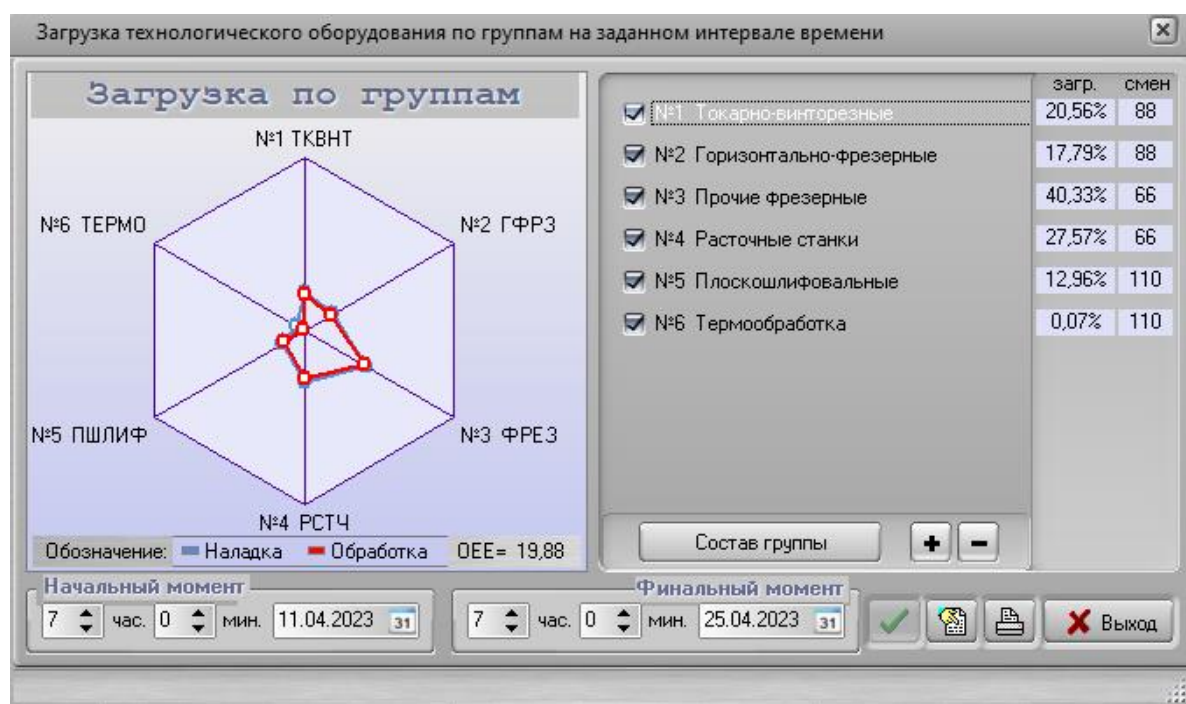 Загрузка технологического оборудования по группам на заданном интервале времени
Загрузка по группам
№1 ТКВНТ
№6 ТЕРМО
№2 ГФРЗ
№5 ПШЛИФ
№3 ФРЕЗ
№4 РСТЧ
Обозначение: Наладка Обработка OEE= 19,88
загр. смен
№1 Токарно-винторезные 20,56% 88
№2 Горизонтально-фрезерные 17,79% 88
№3 Прочие фрезерные 40,33% 66
№4 Расточные станки 27,57% 66
№5 Плоскошлифовальные 12,96% 110
№6 Термообработка 0,07% 110
Состав группы + -
Начальный момент
7 час. 0 мин. 11.04.2023 31
Финальный момент
7 час. 0 мин. 25.04.2023 31
Выход